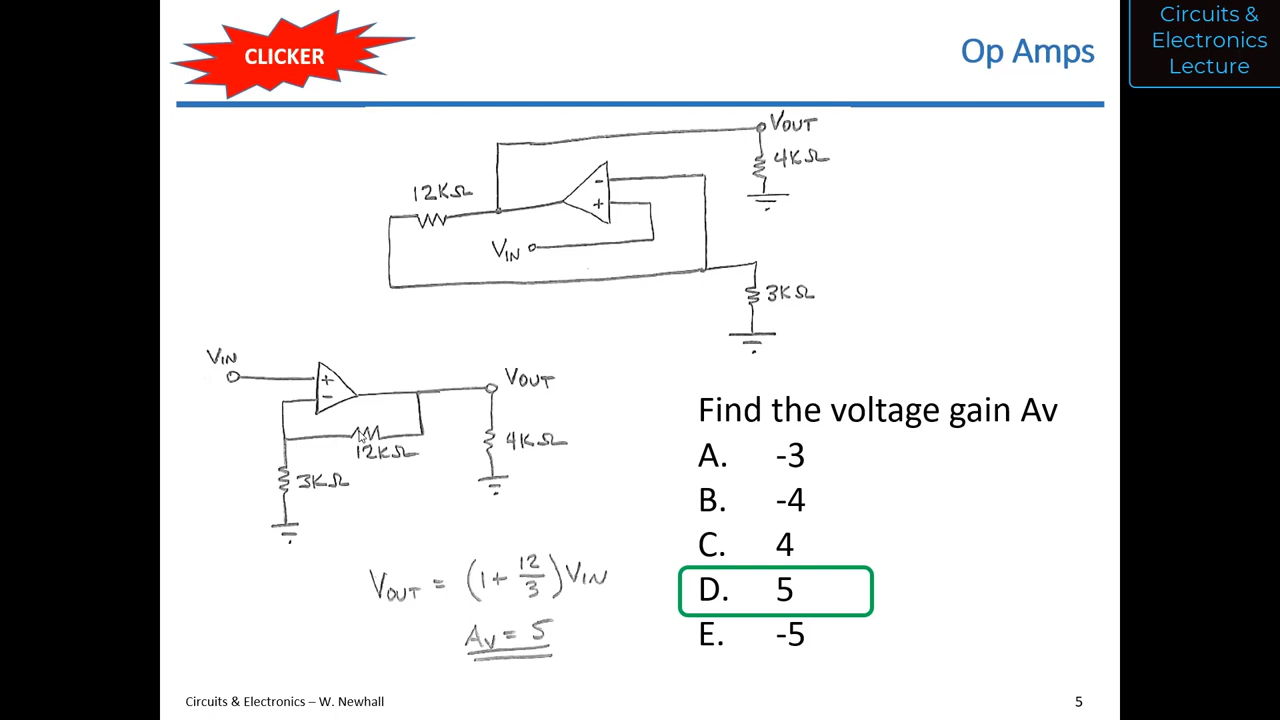 CLICKER
Op Amps
Circuits &
Electronics
Lecture
VOUT
4KΩ
12KΩ
-
+
VIN
3KΩ
VIN
+
-
VOUT
12KΩ
4KΩ
3KΩ
Find the voltage gain Av
A. -3
B. -4
C. 4
D. 5
E. -5
VOUT = (1 + 12/3) VIN
AV = 5
Circuits & Electronics – W. Newhall
5